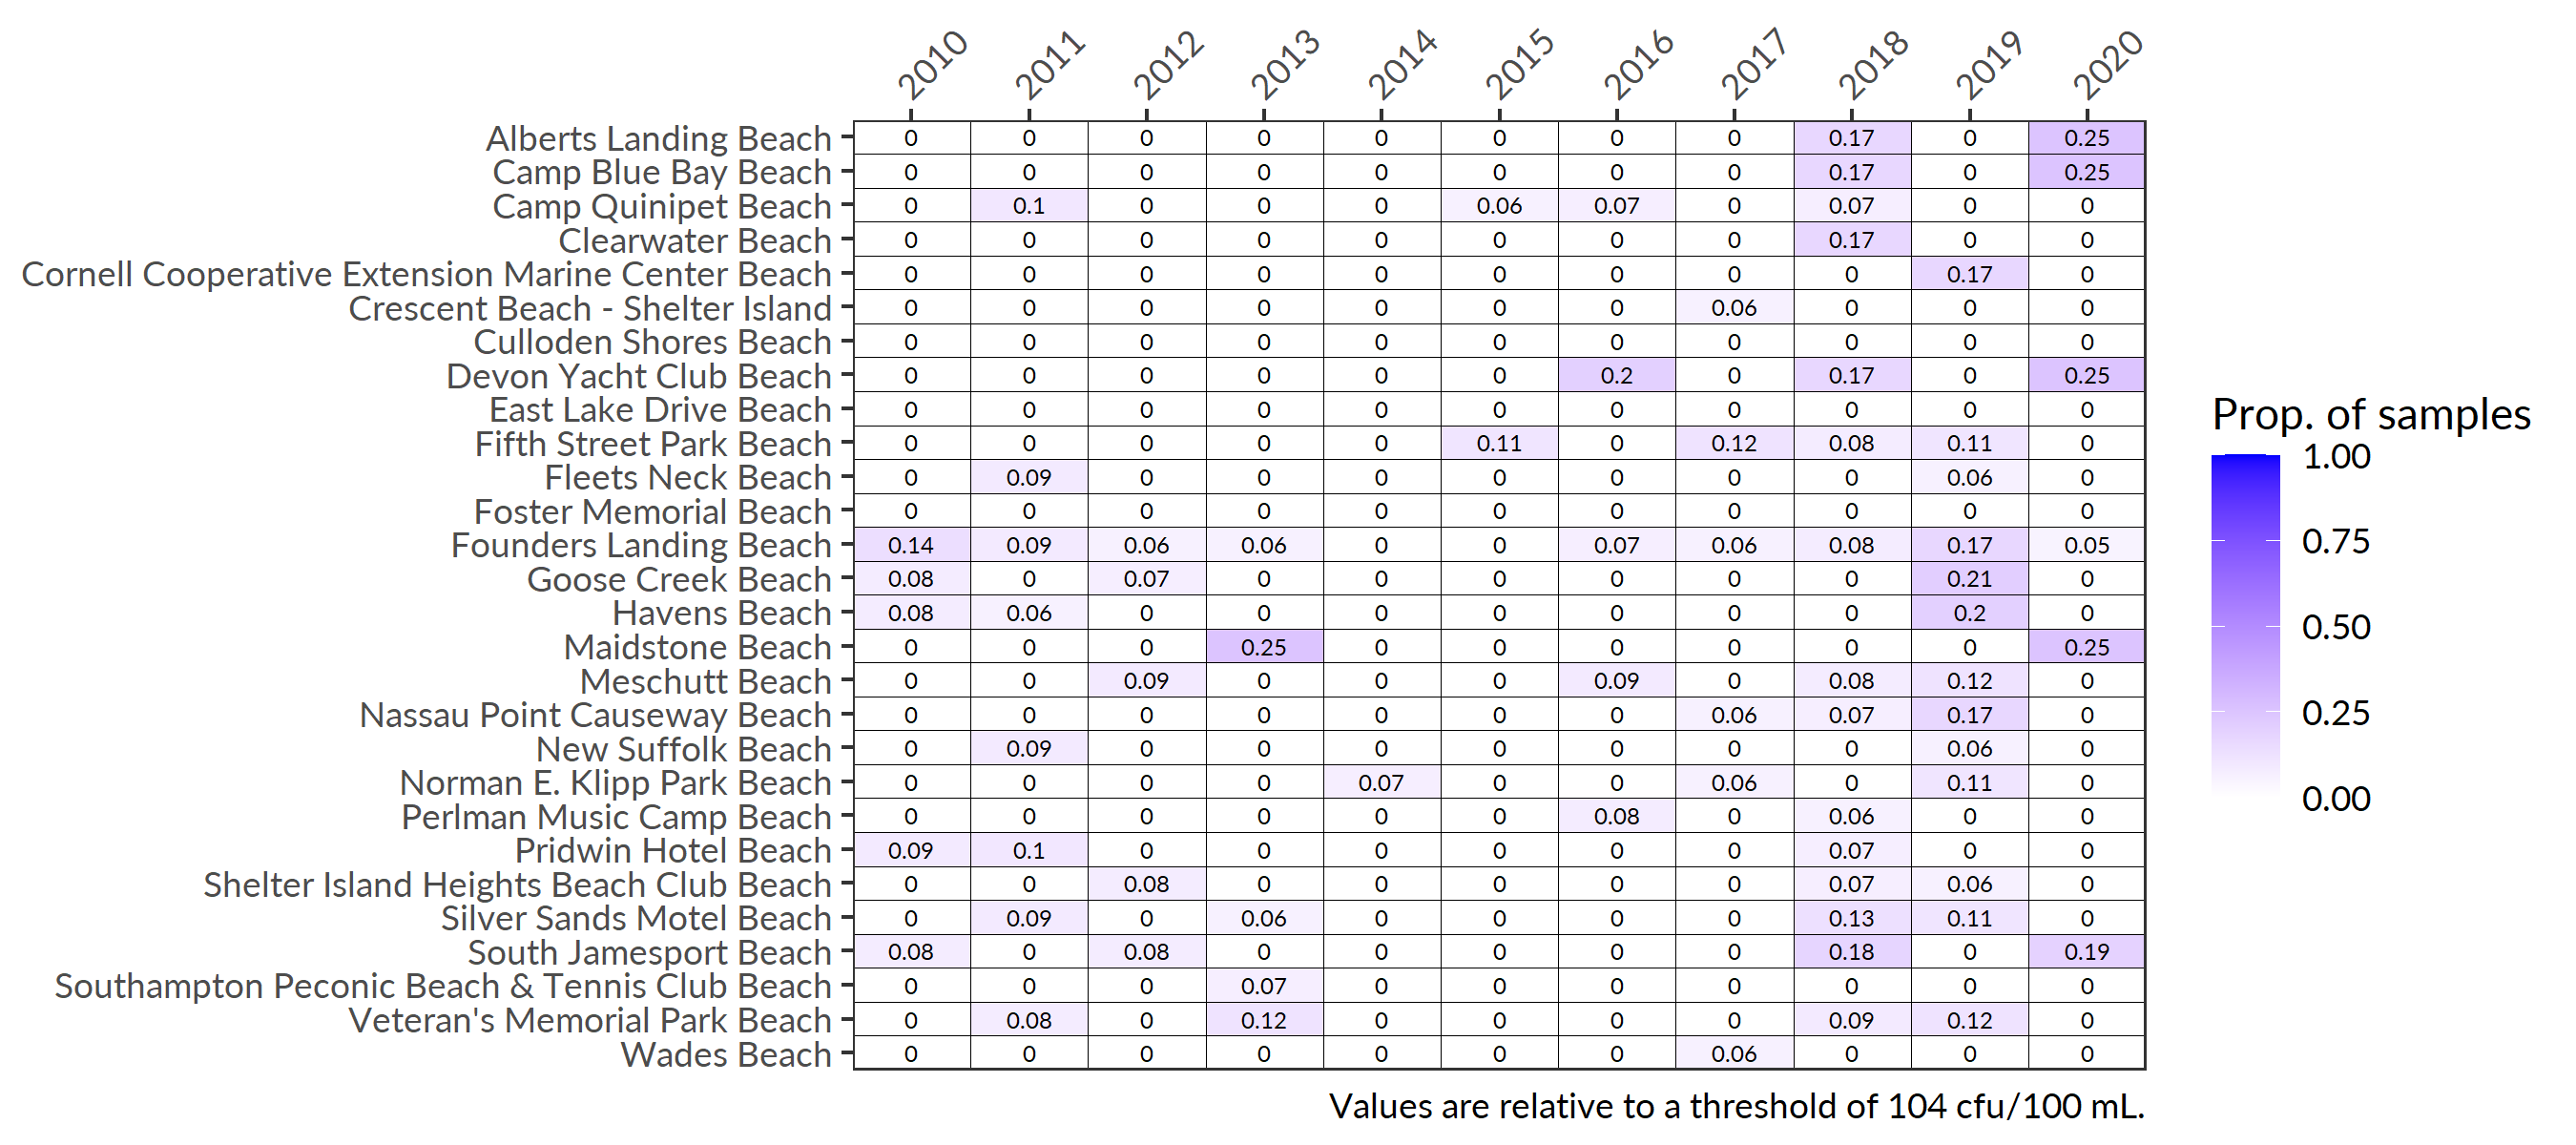 2010 2011 2012 2013 2014 2015 2016 2017 2018 2019 2020
Alberts Landing Beach 0 0 0 0 0 0 0 0 0.17 0 0.25
Camp Blue Bay Beach 0 0 0 0 0 0 0 0 0.17 0 0.25
Camp Quinipet Beach 0 0.1 0 0 0 0.06 0.07 0 0.07 0 0
Clearwater Beach 0 0 0 0 0 0 0 0 0.17 0 0
Cornell Cooperative Extension Marine Center Beach 0 0 0 0 0 0 0 0 0 0.17 0
Crescent Beach - Shelter Island 0 0 0 0 0 0 0 0.06 0 0 0
Culloden Shores Beach 0 0 0 0 0 0 0 0 0 0 0
Devon Yacht Club Beach 0 0 0 0 0 0 0.2 0 0.17 0 0.25
East Lake Drive Beach 0 0 0 0 0 0 0 0 0 0 0
Fifth Street Park Beach 0 0 0 0 0 0.11 0 0.12 0.08 0.11 0
Fleets Neck Beach 0 0.09 0 0 0 0 0 0 0 0.06 0
Foster Memorial Beach 0 0 0 0 0 0 0 0 0 0 0
Founders Landing Beach 0.14 0.09 0.06 0.06 0 0 0.07 0.06 0.08 0.17 0.05
Goose Creek Beach 0.08 0 0.07 0 0 0 0 0 0 0.21 0
Havens Beach 0.08 0.06 0 0 0 0 0 0 0 0.2 0
Maidstone Beach 0 0 0 0.25 0 0 0 0 0 0 0.25
Meschutt Beach 0 0 0.09 0 0 0 0.09 0 0.08 0.12 0
Nassau Point Causeway Beach 0 0 0 0 0 0 0 0.06 0.07 0.17 0
New Suffolk Beach 0 0.09 0 0 0 0 0 0 0 0.06 0
Norman E. Klipp Park Beach 0 0 0 0 0.07 0 0 0.06 0 0.11 0
Perlman Music Camp Beach 0 0 0 0 0 0 0.08 0 0.06 0 0
Pridwin Hotel Beach 0.09 0.1 0 0 0 0 0 0 0.07 0 0
Shelter Island Heights Beach Club Beach 0 0 0.08 0 0 0 0 0 0.07 0.06 0
Silver Sands Motel Beach 0 0.09 0 0.06 0 0 0 0 0.13 0.11 0
South Jamesport Beach 0.08 0 0.08 0 0 0 0 0 0.18 0 0.19
Southampton Peconic Beach & Tennis Club Beach 0 0 0 0.07 0 0 0 0 0 0 0
Veteran's Memorial Park Beach 0 0.08 0 0.12 0 0 0 0 0.09 0.12 0
Wades Beach 0 0 0 0 0 0 0 0.06 0 0 0
Prop. of samples
1.00
0.75
0.50
0.25
0.00
Values are relative to a threshold of 104 cfu/100 mL.